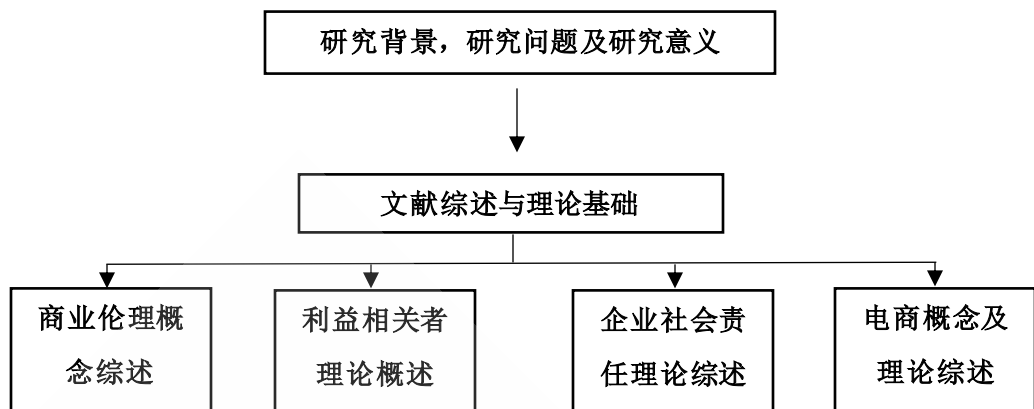 研究背景，研究问题及研究意义
文献综述与理论基础
商业伦理概
念综述
利益相关者
理论概述
企业社会责
任理论综述
电商概念及
理论综述